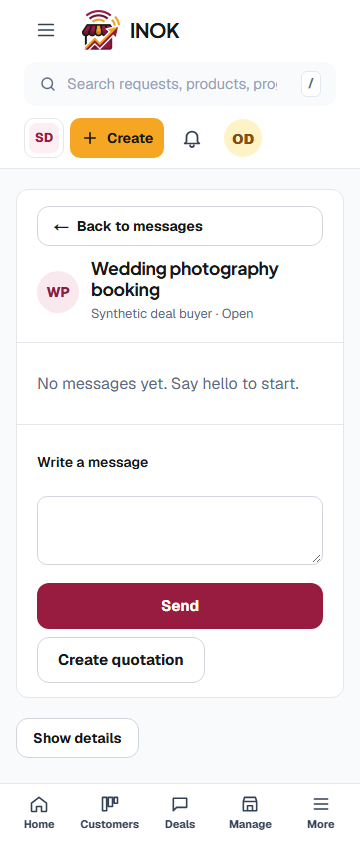 INOK
Search requests, products, pro
/
SD
+ Create
OD
← Back to messages
WP
Wedding photography
booking
Synthetic deal buyer · Open
No messages yet. Say hello to start.
Write a message
Send
Create quotation
Show details
Home
Customers
Deals
Manage
More